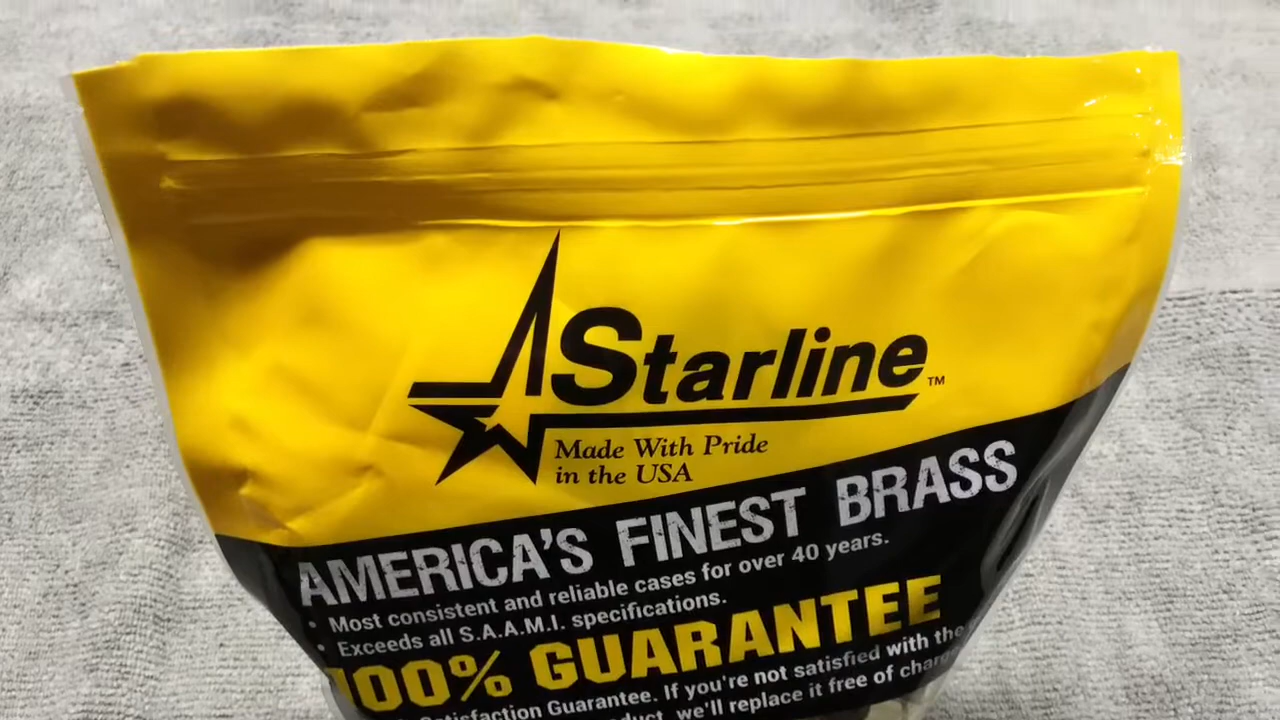 Starline™
Made With Pride
in the USA
AMERICA'S FINEST BRASS
• Most consistent and reliable cases for over 40 years.
• Exceeds all S.A.A.M.I. specifications.
100% GUARANTEE
Satisfaction Guarantee. If you're not satisfied with the
we'll replace it free of